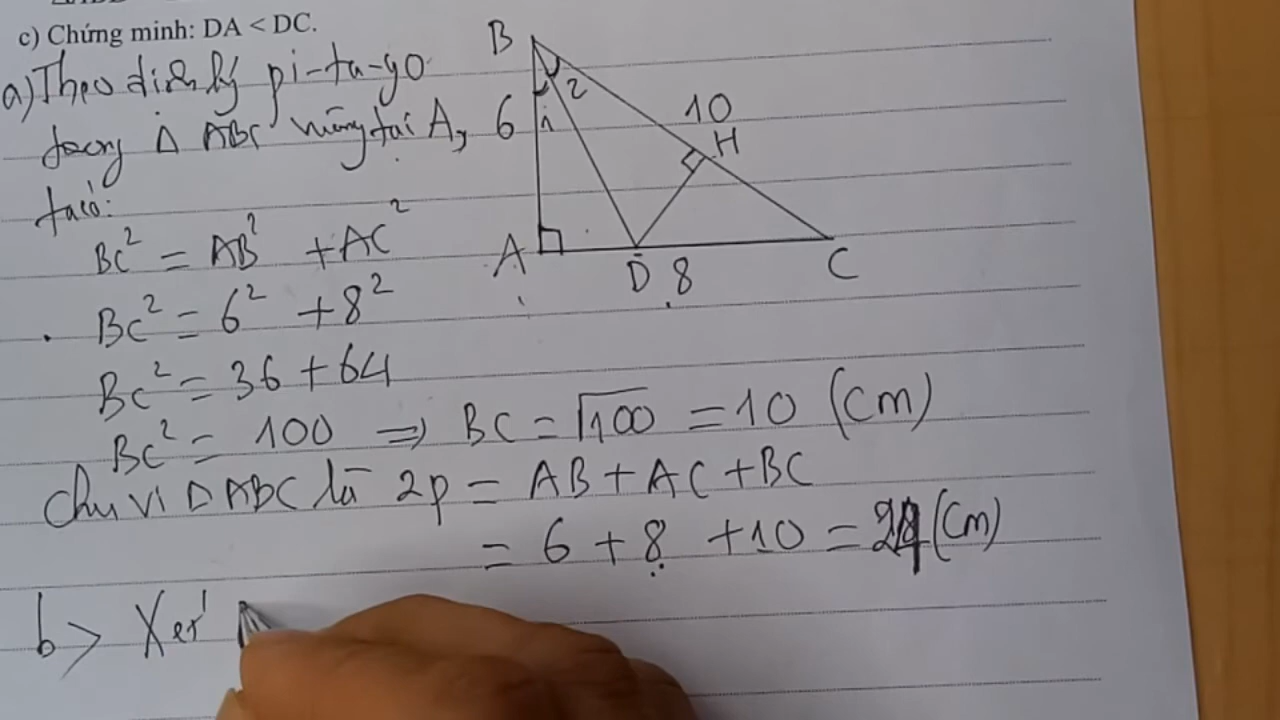 c) Chứng minh: DA < DC.
a) Theo định lý pi-ta-go
trong Δ ABC vuông tại A,
ta có:
BC² = AB² + AC²
BC² = 6² + 8²
BC² = 36 + 64
BC² = 100 ⇒ BC = √100 = 10 (cm)
Chu vi Δ ABC là 2p = AB + AC + BC
= 6 + 8 + 10 = 24 (cm)
b> Xét
B
2
1
6
10
H
A
D
8
C